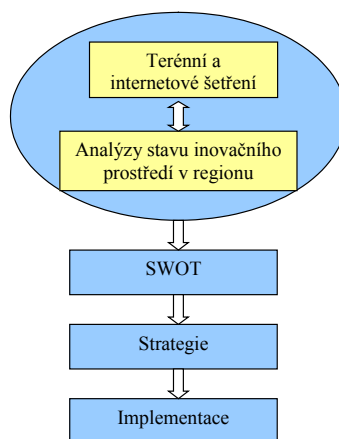 Terénní a
internetové šetření
Analýzy stavu inovačního
prostředí v regionu
SWOT
Strategie
Implementace